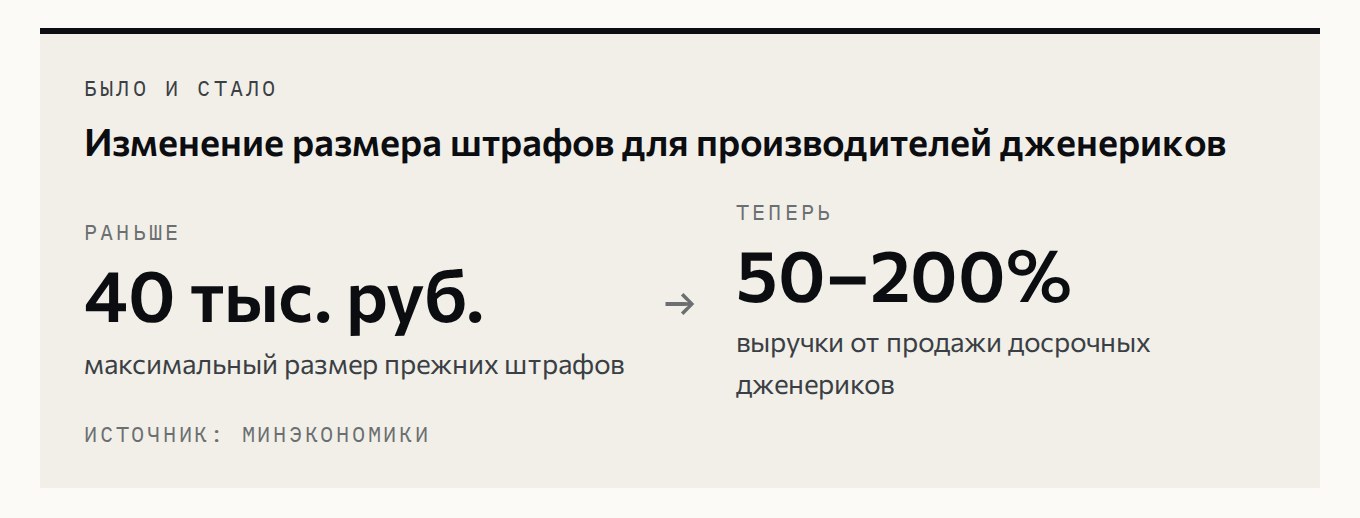 БЫЛО И СТАЛО
Изменение размера штрафов для производителей дженериков
РАНЬШЕ
40 тыс. руб.
максимальный размер прежних штрафов
→
ТЕПЕРЬ
50–200%
выручки от продажи досрочных
дженериков
ИСТОЧНИК: МИНЭКОНОМИКИ